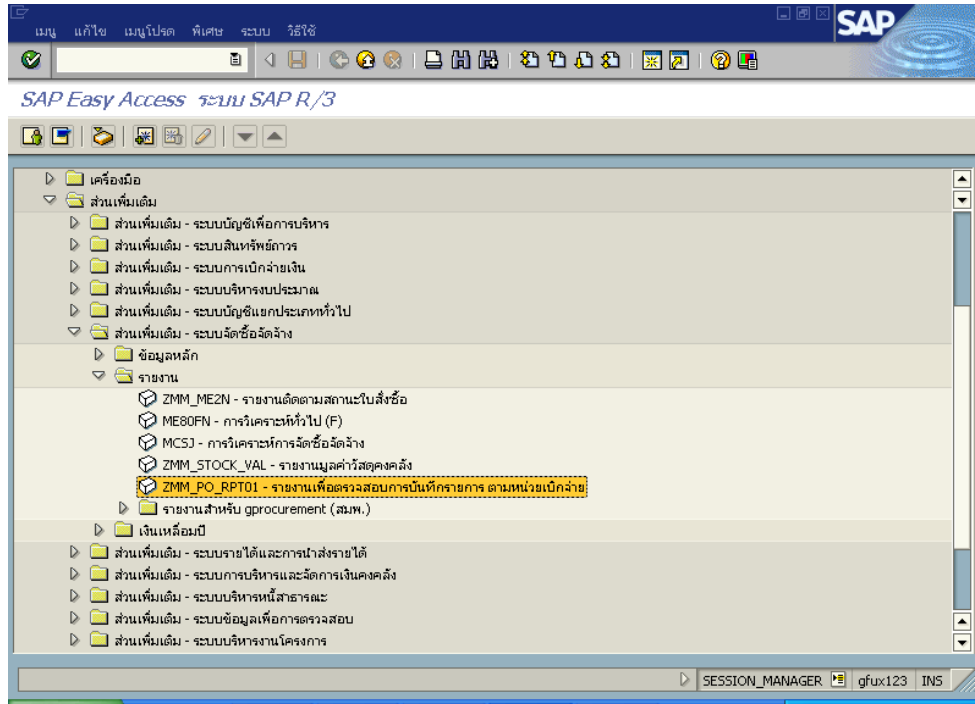 เมนู แก้ไข เมนูโปรด พิเศษ ระบบ วิธีใช้
SAP
SAP Easy Access ระบบ SAP R/3
เครื่องมือ
ส่วนเพิ่มเติม
ส่วนเพิ่มเติม - ระบบบัญชีเพื่อการบริหาร
ส่วนเพิ่มเติม - ระบบสินทรัพย์ถาวร
ส่วนเพิ่มเติม - ระบบการเบิกจ่ายเงิน
ส่วนเพิ่มเติม - ระบบบริหารงบประมาณ
ส่วนเพิ่มเติม - ระบบบัญชีแยกประเภททั่วไป
ส่วนเพิ่มเติม - ระบบจัดซื้อจัดจ้าง
ข้อมูลหลัก
รายงาน
ZMM_ME2N - รายงานติดตามสถานะใบสั่งซื้อ
ME80FN - การวิเคราะห์ทั่วไป (F)
MCSJ - การวิเคราะห์การจัดซื้อจัดจ้าง
ZMM_STOCK_VAL - รายงานมูลค่าวัสดุคงคลัง
ZMM_PO_RPT01 - รายงานเพื่อตรวจสอบการบันทึกรายการ ตามหน่วยเบิกจ่าย
รายงานสำหรับ gprocurement (สมพ.)
เงินเหลื่อมปี
ส่วนเพิ่มเติม - ระบบรายได้และการนำส่งรายได้
ส่วนเพิ่มเติม - ระบบการบริหารและจัดการเงินคงคลัง
ส่วนเพิ่มเติม - ระบบบริหารหนี้สาธารณะ
ส่วนเพิ่มเติม - ระบบข้อมูลเพื่อการตรวจสอบ
ส่วนเพิ่มเติม - ระบบบริหารงานโครงการ
SESSION_MANAGER gfux123 INS